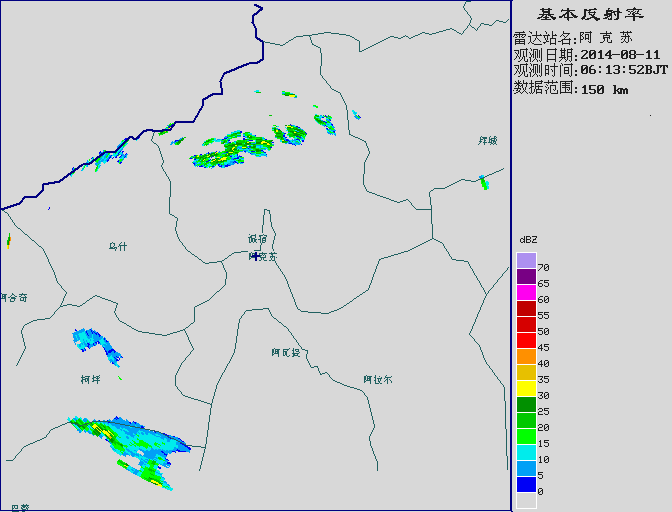 基本反射率
雷达站名:阿 克 苏
观测日期:2014-08-11
观测时间:06:13:52BJT
数据范围:150 km
拜城
乌什
温宿
阿克苏
阿合奇
阿瓦提
柯坪
阿拉尔
巴楚
dBZ
70
65
60
55
50
45
40
35
30
25
20
15
10
5
0